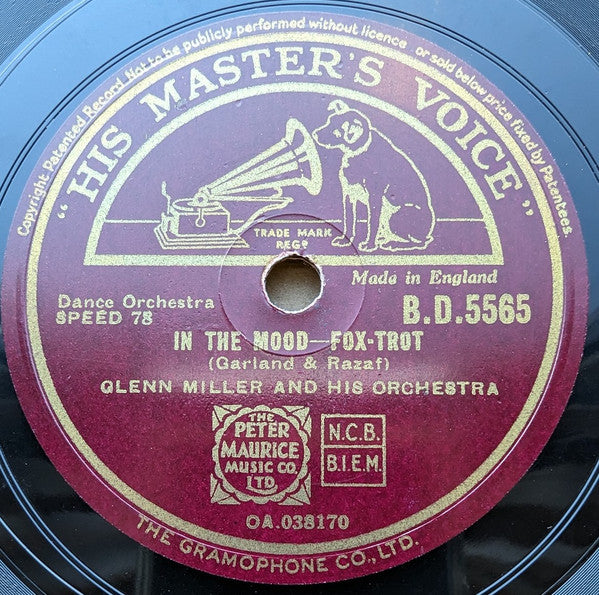 Copyright Patented Record Not to be publicly performed without licence or sold below price fixed by Patentees.
"HIS MASTER'S VOICE"
TRADE MARK
REGD
Made in England
Dance Orchestra
SPEED 78
B.D.5565
IN THE MOOD—FOX-TROT
(Garland & Razaf)
GLENN MILLER AND HIS ORCHESTRA
THE
PETER
MAURICE
MUSIC CO.
LTD.
N.C.B.
B.I.E.M.
OA.038170
THE GRAMOPHONE CO., LTD.